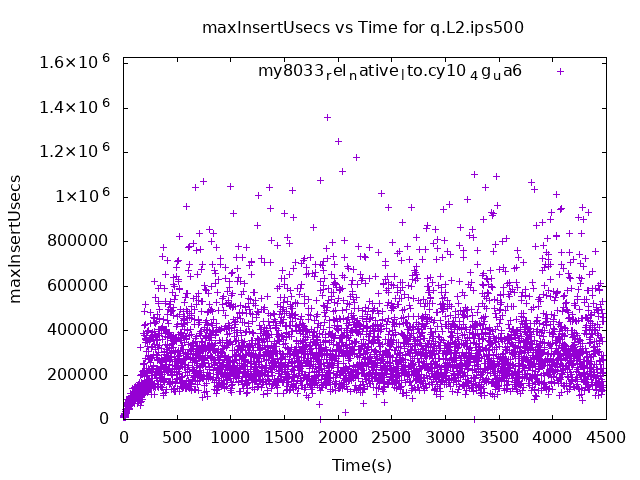 maxInsertUsecs vs Time for q.L2.ips500
my8033relnativelto.cy104gua6
1.6×10^6
1.4×10^6
1.2×10^6
1×10^6
800000
600000
400000
200000
0
maxInsertUsecs
0 500 1000 1500 2000 2500 3000 3500 4000 4500
Time(s)